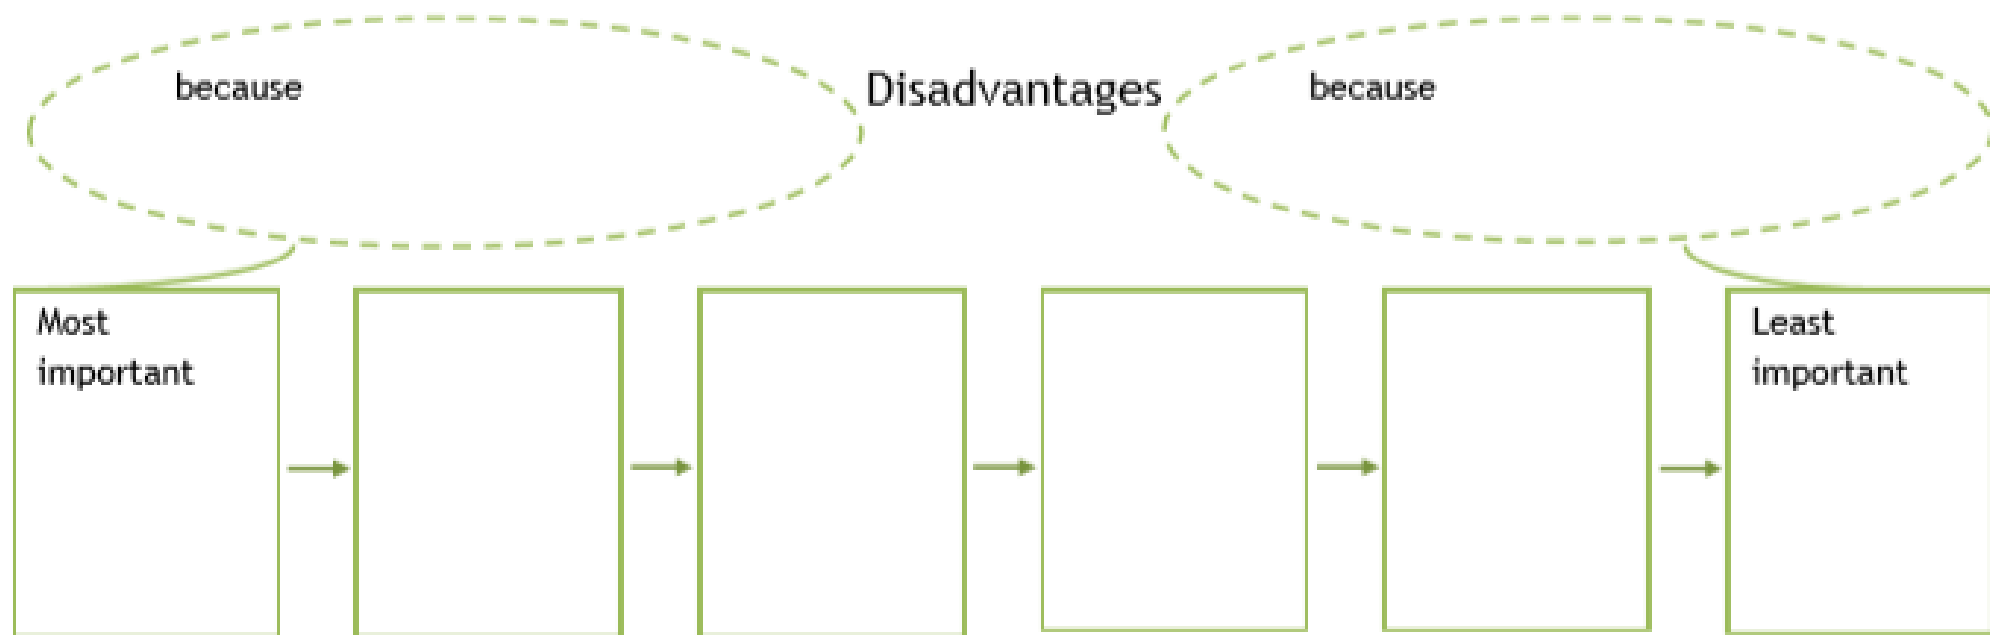 because
Disadvantages
because
Most
important
Least
important